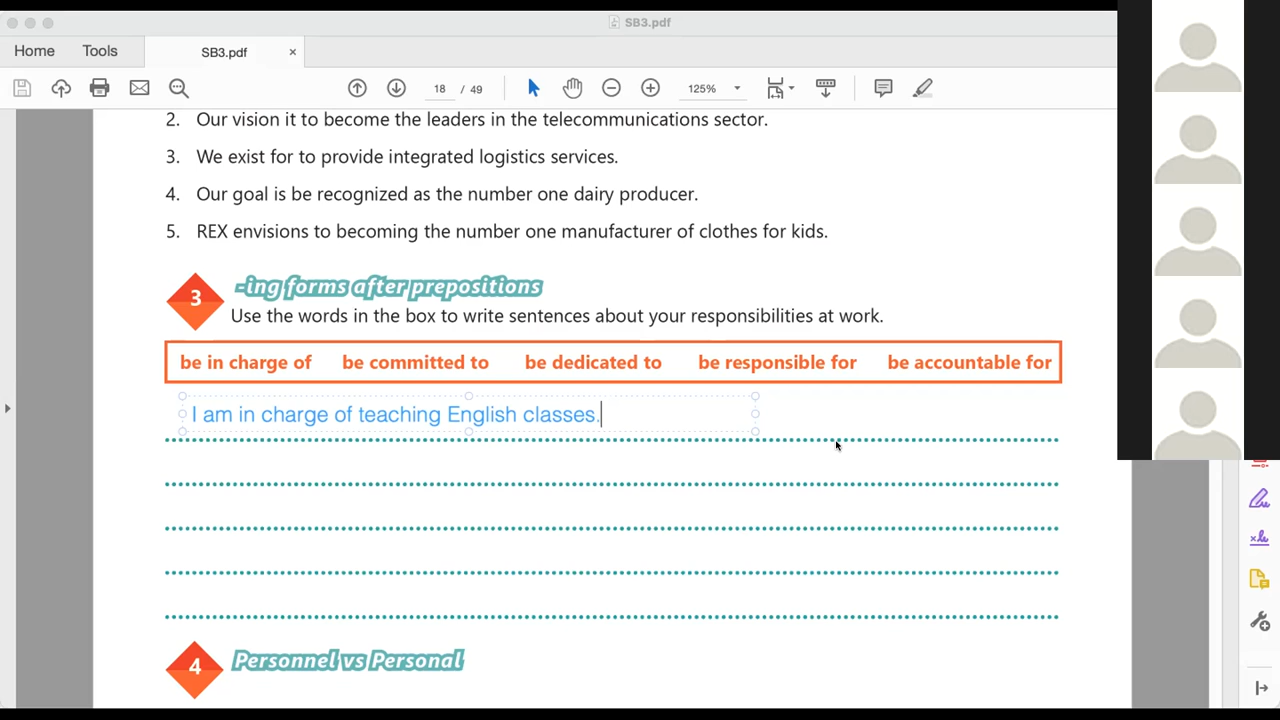 SB3.pdf
Home Tools SB3.pdf ×
18 / 49 125%
2. Our vision it to become the leaders in the telecommunications sector.
3. We exist for to provide integrated logistics services.
4. Our goal is be recognized as the number one dairy producer.
5. REX envisions to becoming the number one manufacturer of clothes for kids.
3 -ing forms after prepositions
Use the words in the box to write sentences about your responsibilities at work.
be in charge of be committed to be dedicated to be responsible for be accountable for
I am in charge of teaching English classes.
4 Personnel vs Personal